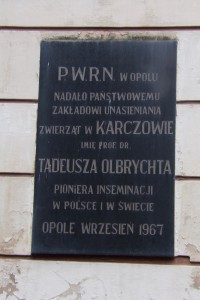 P.W.R.N W OPOLU
NADAŁO PAŃSTWOWEMU
ZAKŁADOWI UNASIENIANIA
ZWIERZĄT W KARCZOWIE
IMIĘ PROF. DR.
TADEUSZA OLBRYCHTA
PIONIERA INSEMINACJI
W POLSCE I W ŚWIECIE
OPOLE WRZESIEŃ 1967